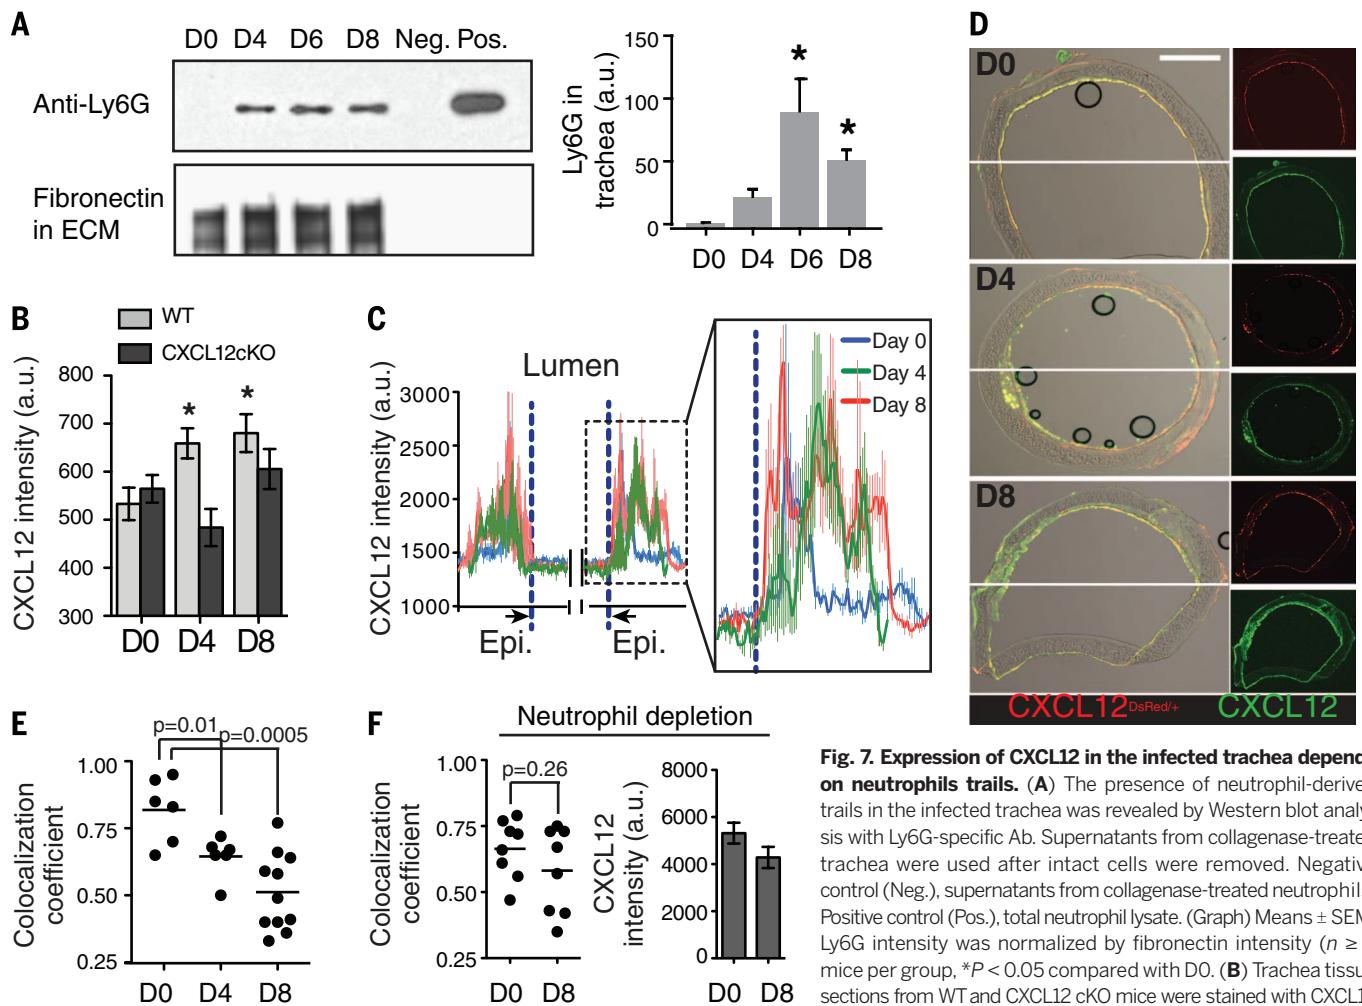 A
D0 D4 D6 D8 Neg. Pos.
Anti-Ly6G
Fibronectin
in ECM
Ly6G in
trachea (a.u.)
150
100
50
0
*
*
D0 D4 D6 D8
B
WT
CXCL12cKO
CXCL12 intensity (a.u.)
800
700
600
500
400
300
*
*
D0 D4 D8
C
Lumen
CXCL12 intensity (a.u.)
3000
2500
2000
1500
1000
Epi.
Epi.
Day 0
Day 4
Day 8
D
D0
D4
D8
CXCL12DsRed/+ CXCL12
E
p=0.01
p=0.0005
Colocalization
coefficient
1.00
0.75
0.50
0.25
D0 D4 D8
F
Neutrophil depletion
p=0.26
Colocalization
coefficient
1.00
0.75
0.50
0.25
D0 D8
CXCL12
intensity (a.u.)
8000
6000
4000
2000
0
D0 D8
Fig. 7. Expression of CXCL12 in the infected trachea depend
on neutrophils trails. (A) The presence of neutrophil-derive
trails in the infected trachea was revealed by Western blot analy
sis with Ly6G-specific Ab. Supernatants from collagenase-treate
trachea were used after intact cells were removed. Negativ
control (Neg.), supernatants from collagenase-treated neutrophil
Positive control (Pos.), total neutrophil lysate. (Graph) Means ± SEM
Ly6G intensity was normalized by fibronectin intensity (n ≥
mice per group, *P < 0.05 compared with D0. (B) Trachea tissu
sections from WT and CXCL12 cKO mice were stained with CXCL1